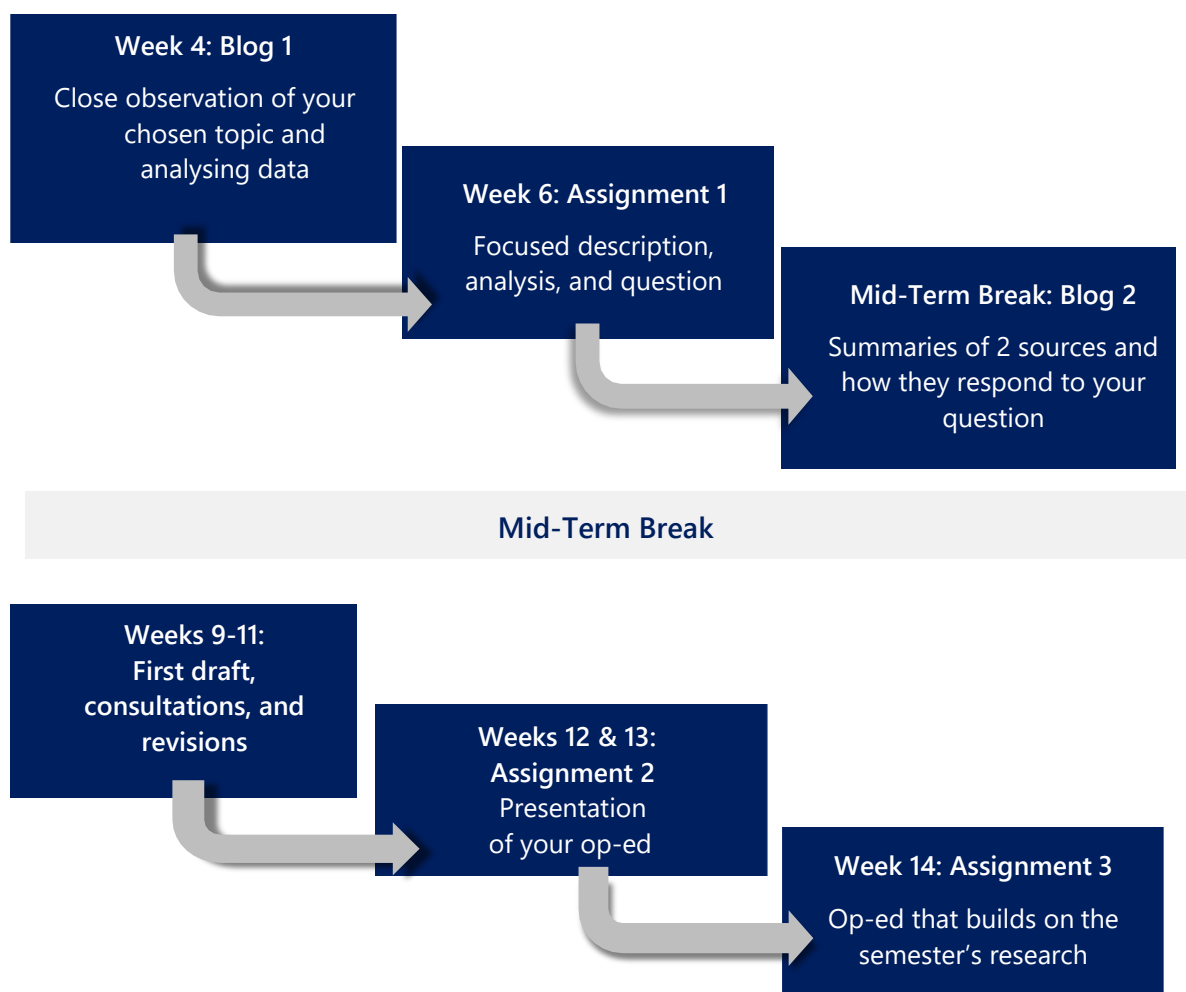 Week 4: Blog 1
Close observation of your
chosen topic and
analysing data
Week 6: Assignment 1
Focused description,
analysis, and question
Mid-Term Break: Blog 2
Summaries of 2 sources and
how they respond to your
question
Mid-Term Break
Weeks 9-11:
First draft,
consultations, and
revisions
Weeks 12 & 13:
Assignment 2
Presentation
of your op-ed
Week 14: Assignment 3
Op-ed that builds on the
semester’s research